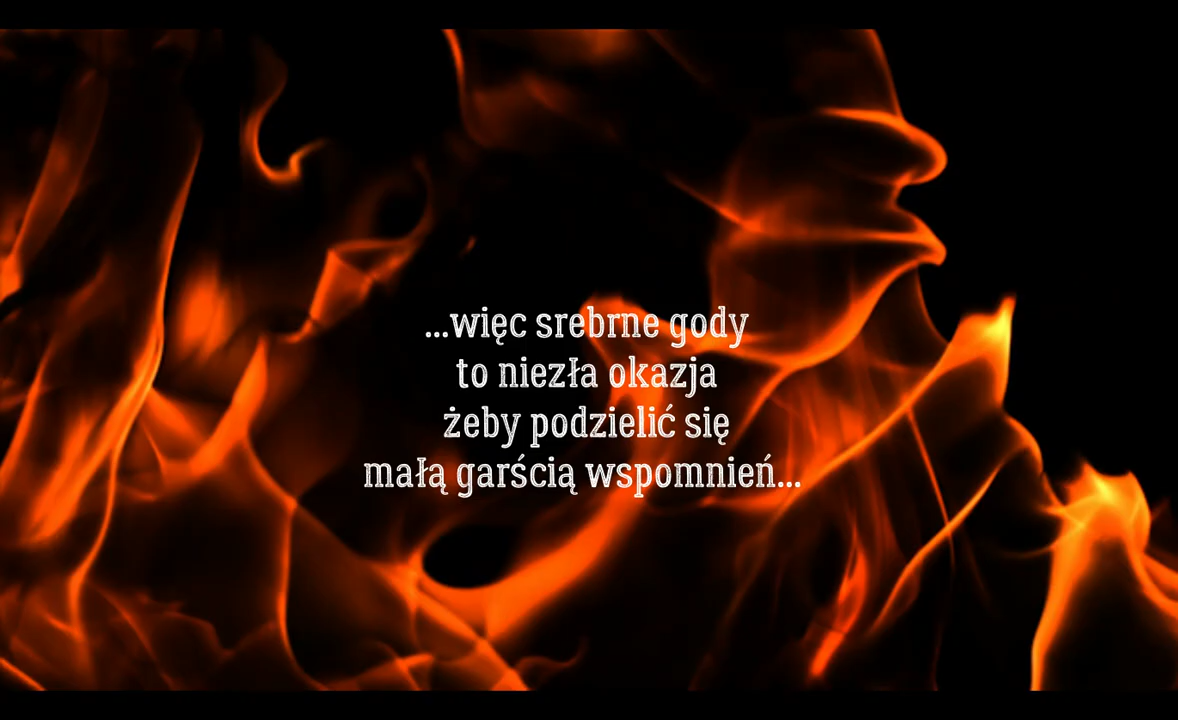 ...więc srebrne gody
to niezła okazja
żeby podzielić się
małą garścią wspomnień...